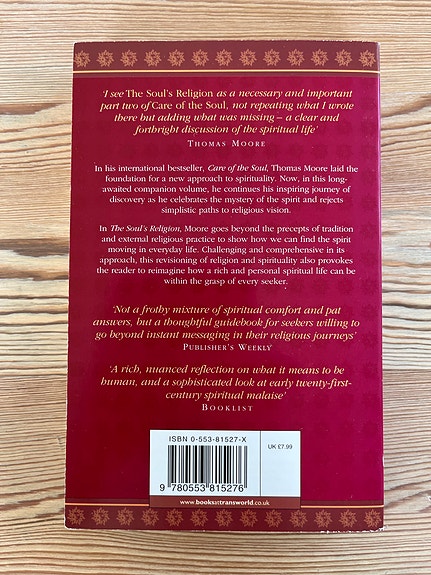 ‘I see The Soul's Religion as a necessary and important
part two of Care of the Soul, not repeating what I wrote
there but adding what was missing – a clear and
forthright discussion of the spiritual life’
THOMAS MOORE
In his international bestseller, Care of the Soul, Thomas Moore laid the
foundation for a new approach to spirituality. Now, in this long-
awaited companion volume, he continues his inspiring journey of
discovery as he celebrates the mystery of the spirit and rejects
simplistic paths to religious vision.
In The Soul's Religion, Moore goes beyond the precepts of tradition
and external religious practice to show how we can find the spirit
moving in everyday life. Challenging and comprehensive in its
approach, this revisioning of religion and spirituality also provokes
the reader to reimagine how a rich and personal spiritual life can be
within the grasp of every seeker.
‘Not a frothy mixture of spiritual comfort and pat
answers, but a thoughtful guidebook for seekers willing to
go beyond instant messaging in their religious journeys’
PUBLISHER'S WEEKLY
‘A rich, nuanced reflection on what it means to be
human, and a sophisticated look at early twenty-first-
century spiritual malaise’
BOOKLIST
ISBN 0-553-81527-X
UK £7.99
9 780553 815276
www.booksattransworld.co.uk